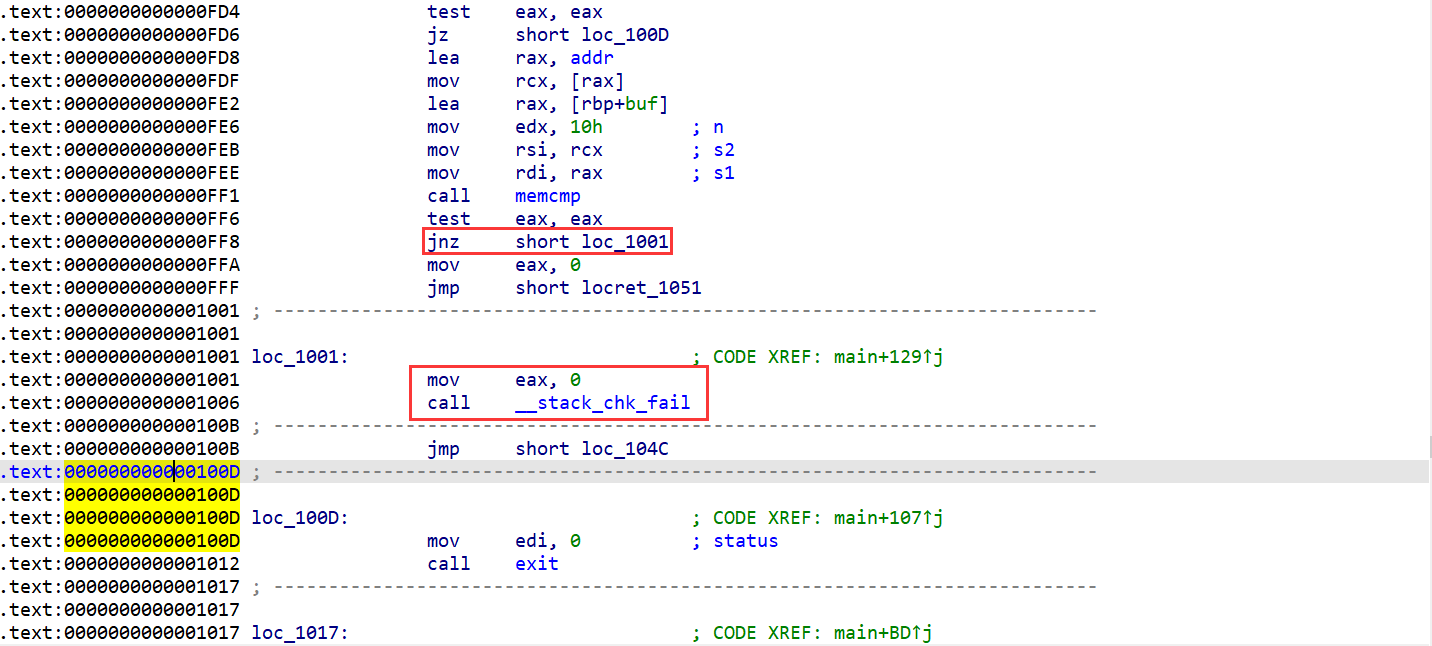 .text:0000000000000FD4 test eax, eax
.text:0000000000000FD6 jz short loc_100D
.text:0000000000000FD8 lea rax, addr
.text:0000000000000FDF mov rcx, [rax]
.text:0000000000000FE2 lea rax, [rbp+buf]
.text:0000000000000FE6 mov edx, 10h ; n
.text:0000000000000FEB mov rsi, rcx ; s2
.text:0000000000000FEE mov rdi, rax ; s1
.text:0000000000000FF1 call memcmp
.text:0000000000000FF6 test eax, eax
.text:0000000000000FF8 jnz short loc_1001
.text:0000000000000FFA mov eax, 0
.text:0000000000000FFF jmp short locret_1051
.text:0000000000001001 ; ---------------------------------------------------------------------------
.text:0000000000001001
.text:0000000000001001 loc_1001: ; CODE XREF: main+129↑j
.text:0000000000001001 mov eax, 0
.text:0000000000001006 call __stack_chk_fail
.text:000000000000100B ; ---------------------------------------------------------------------------
.text:000000000000100B jmp short loc_104C
.text:000000000000100D ; ---------------------------------------------------------------------------
.text:000000000000100D
.text:000000000000100D loc_100D: ; CODE XREF: main+107↑j
.text:000000000000100D mov edi, 0 ; status
.text:0000000000001012 call exit
.text:0000000000001017 ; ---------------------------------------------------------------------------
.text:0000000000001017
.text:0000000000001017 loc_1017: ; CODE XREF: main+BD↑j